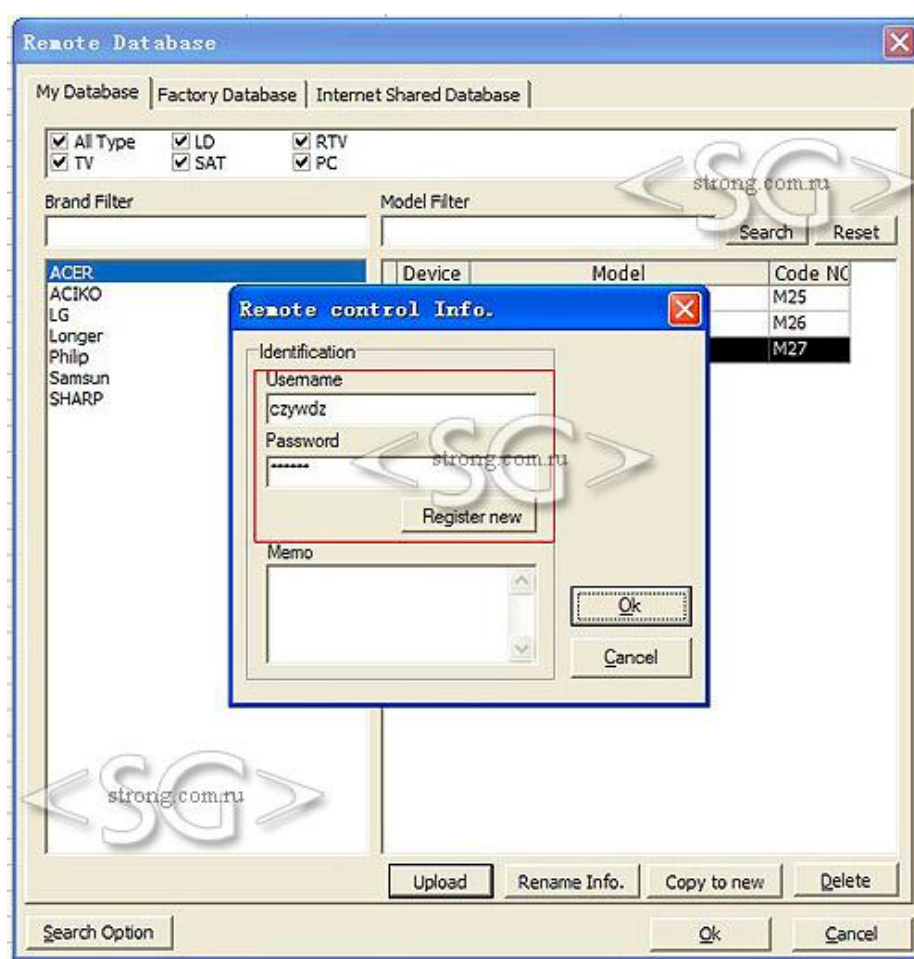 Remote Database
My Database Factory Database Internet Shared Database
All Type LD RTV
TV SAT PC
<SG>
strong.com.ru
Brand Filter Model Filter
Search Reset
ACER
ACIKO
LG
Longer
Philip
Samsun
SHARP
Device Model Code NO
M25
M26
M27
Remote control Info.
Identification
Username
czywdz
Password
••••••
<SG>
strong.com.ru
Register new
Memo
Ok
Cancel
<SG>
strong.com.ru
Upload Rename Info. Copy to new Delete
Search Option Ok Cancel